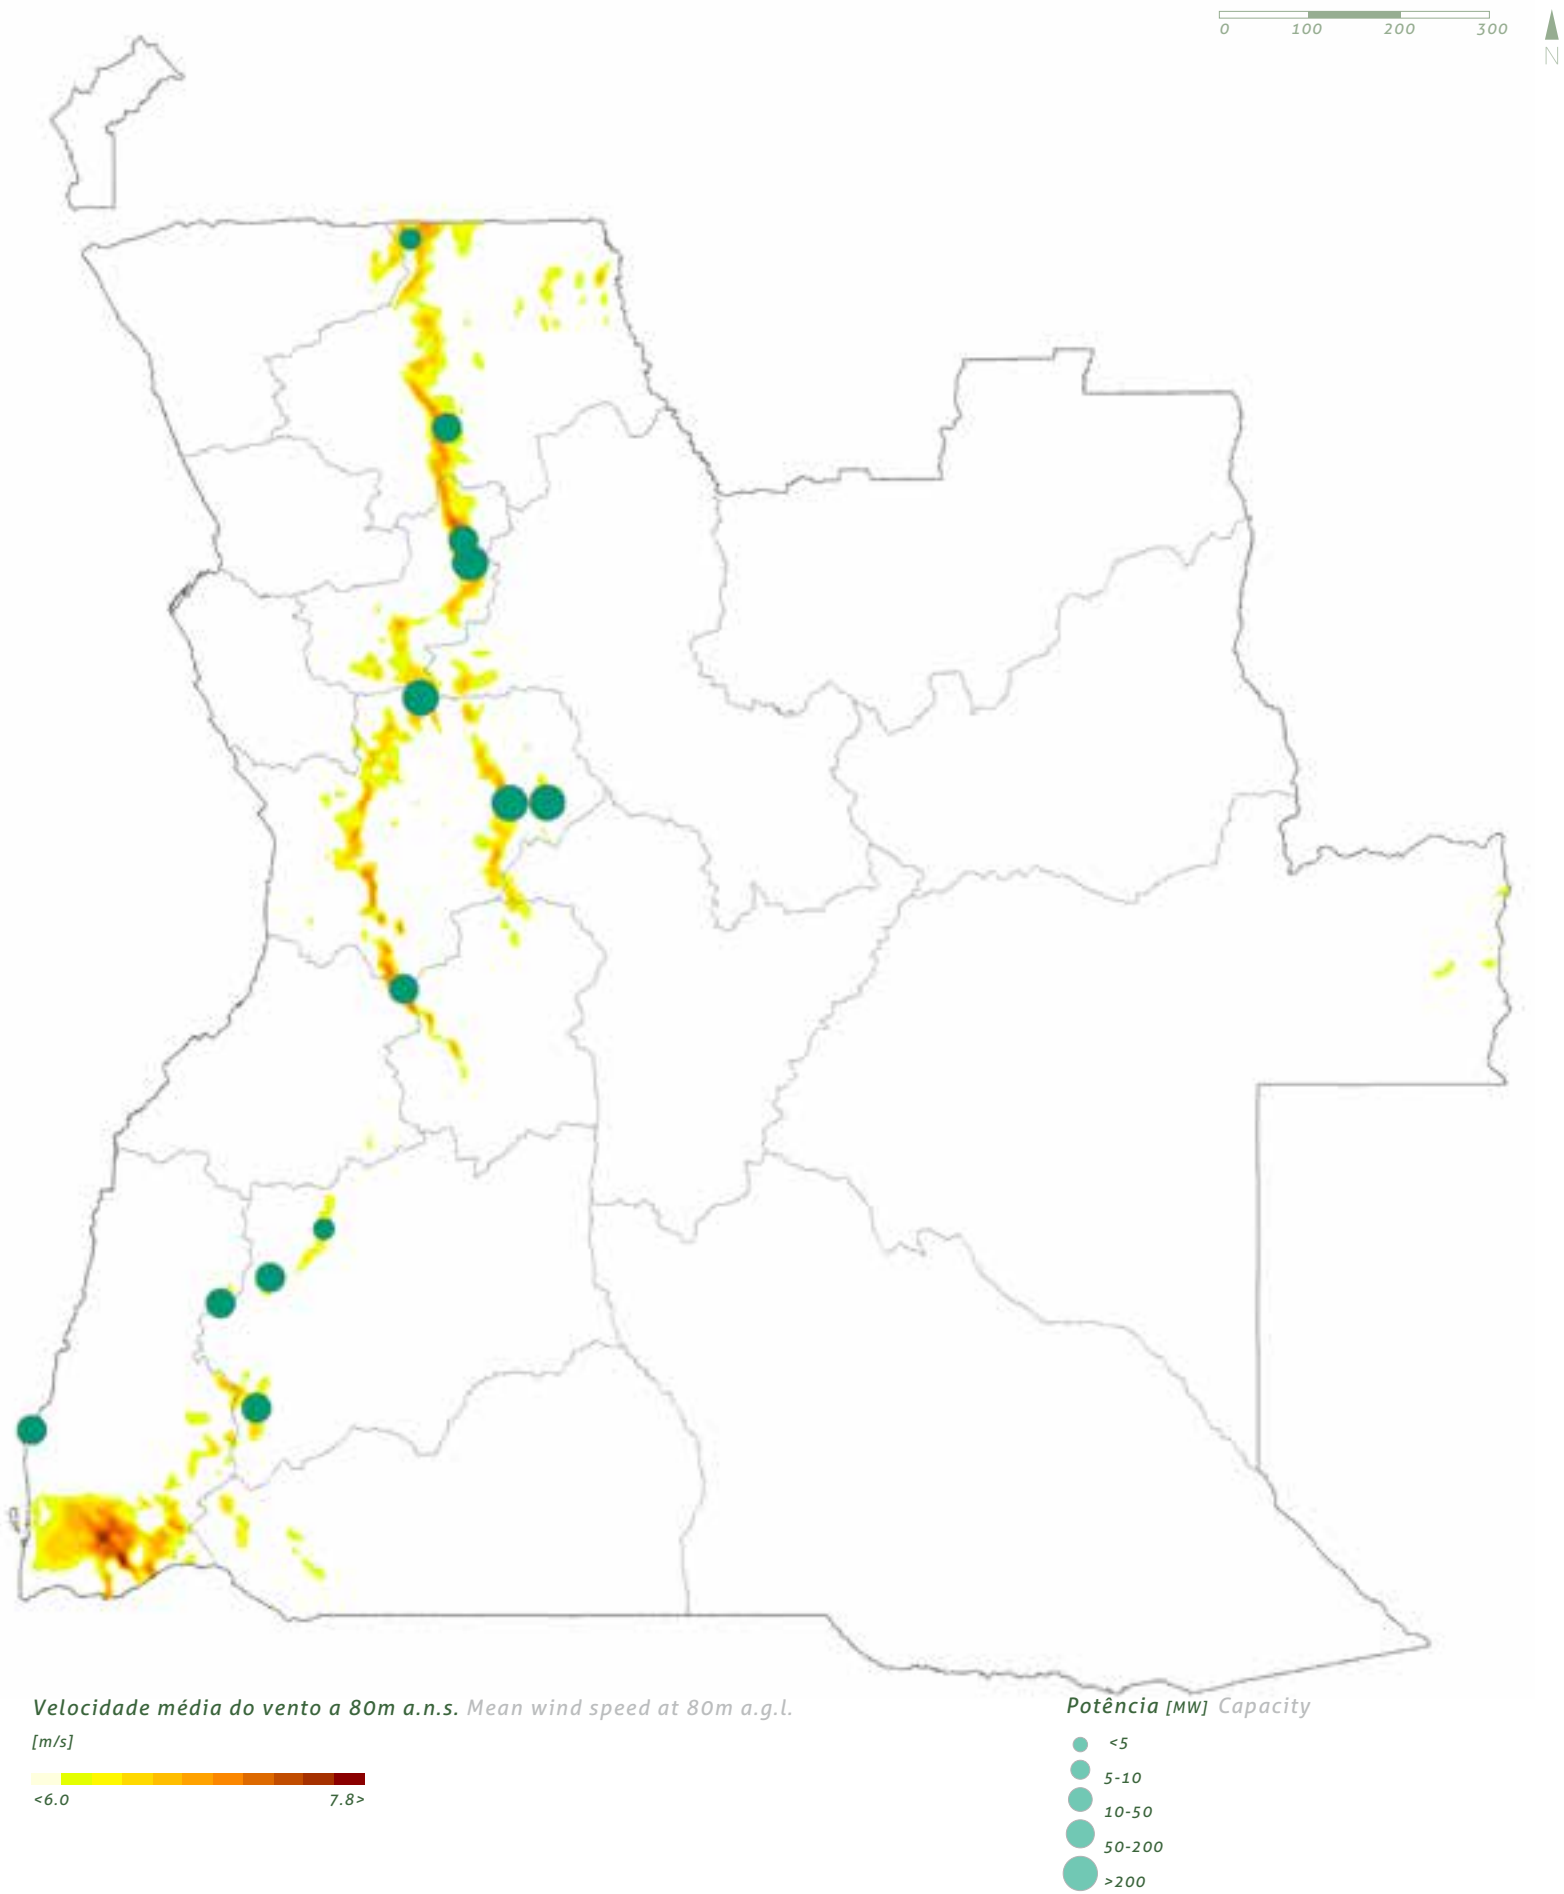 0 100 200 300
N
Velocidade média do vento a 80m a.n.s. Mean wind speed at 80m a.g.l.
[m/s]
<6.0 7.8>
Potência [MW] Capacity
<5
5-10
10-50
50-200
>200